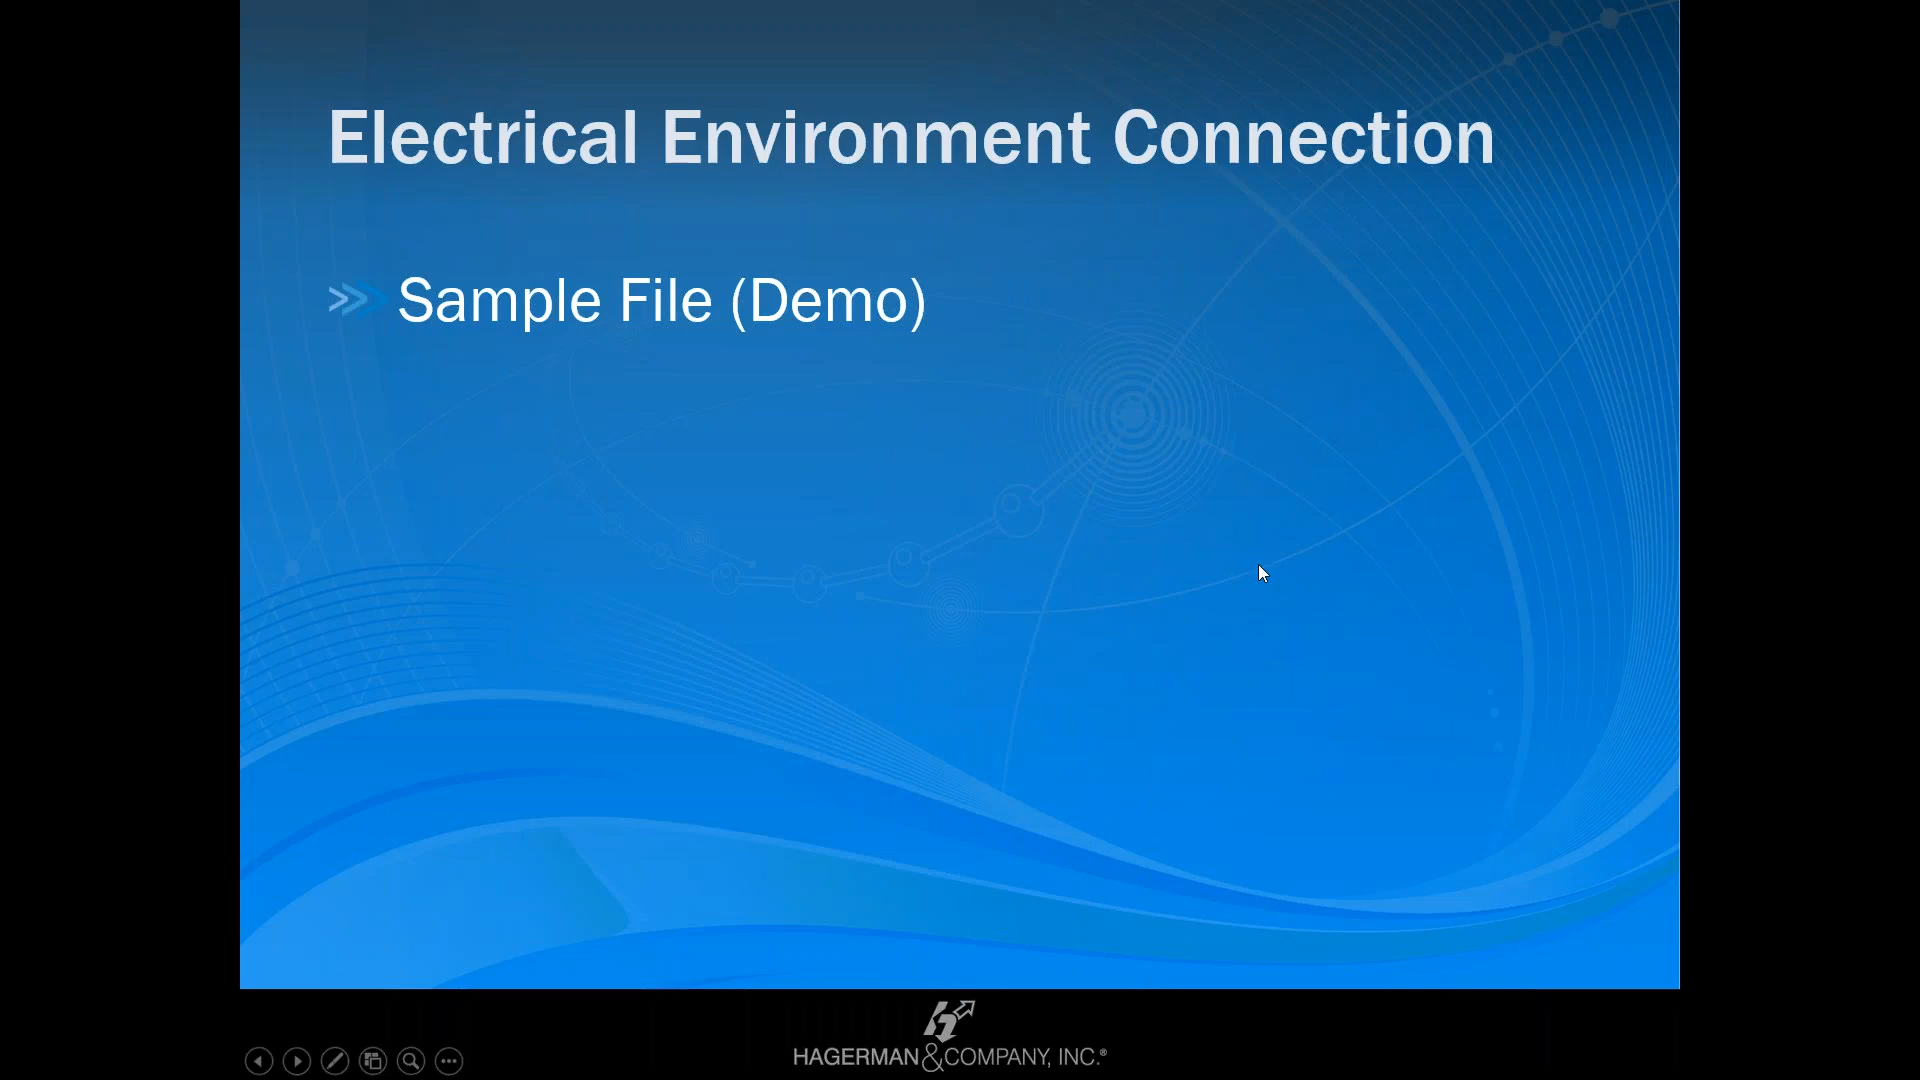 Electrical Environment Connection
Sample File (Demo)
HAGERMAN & COMPANY, INC.®